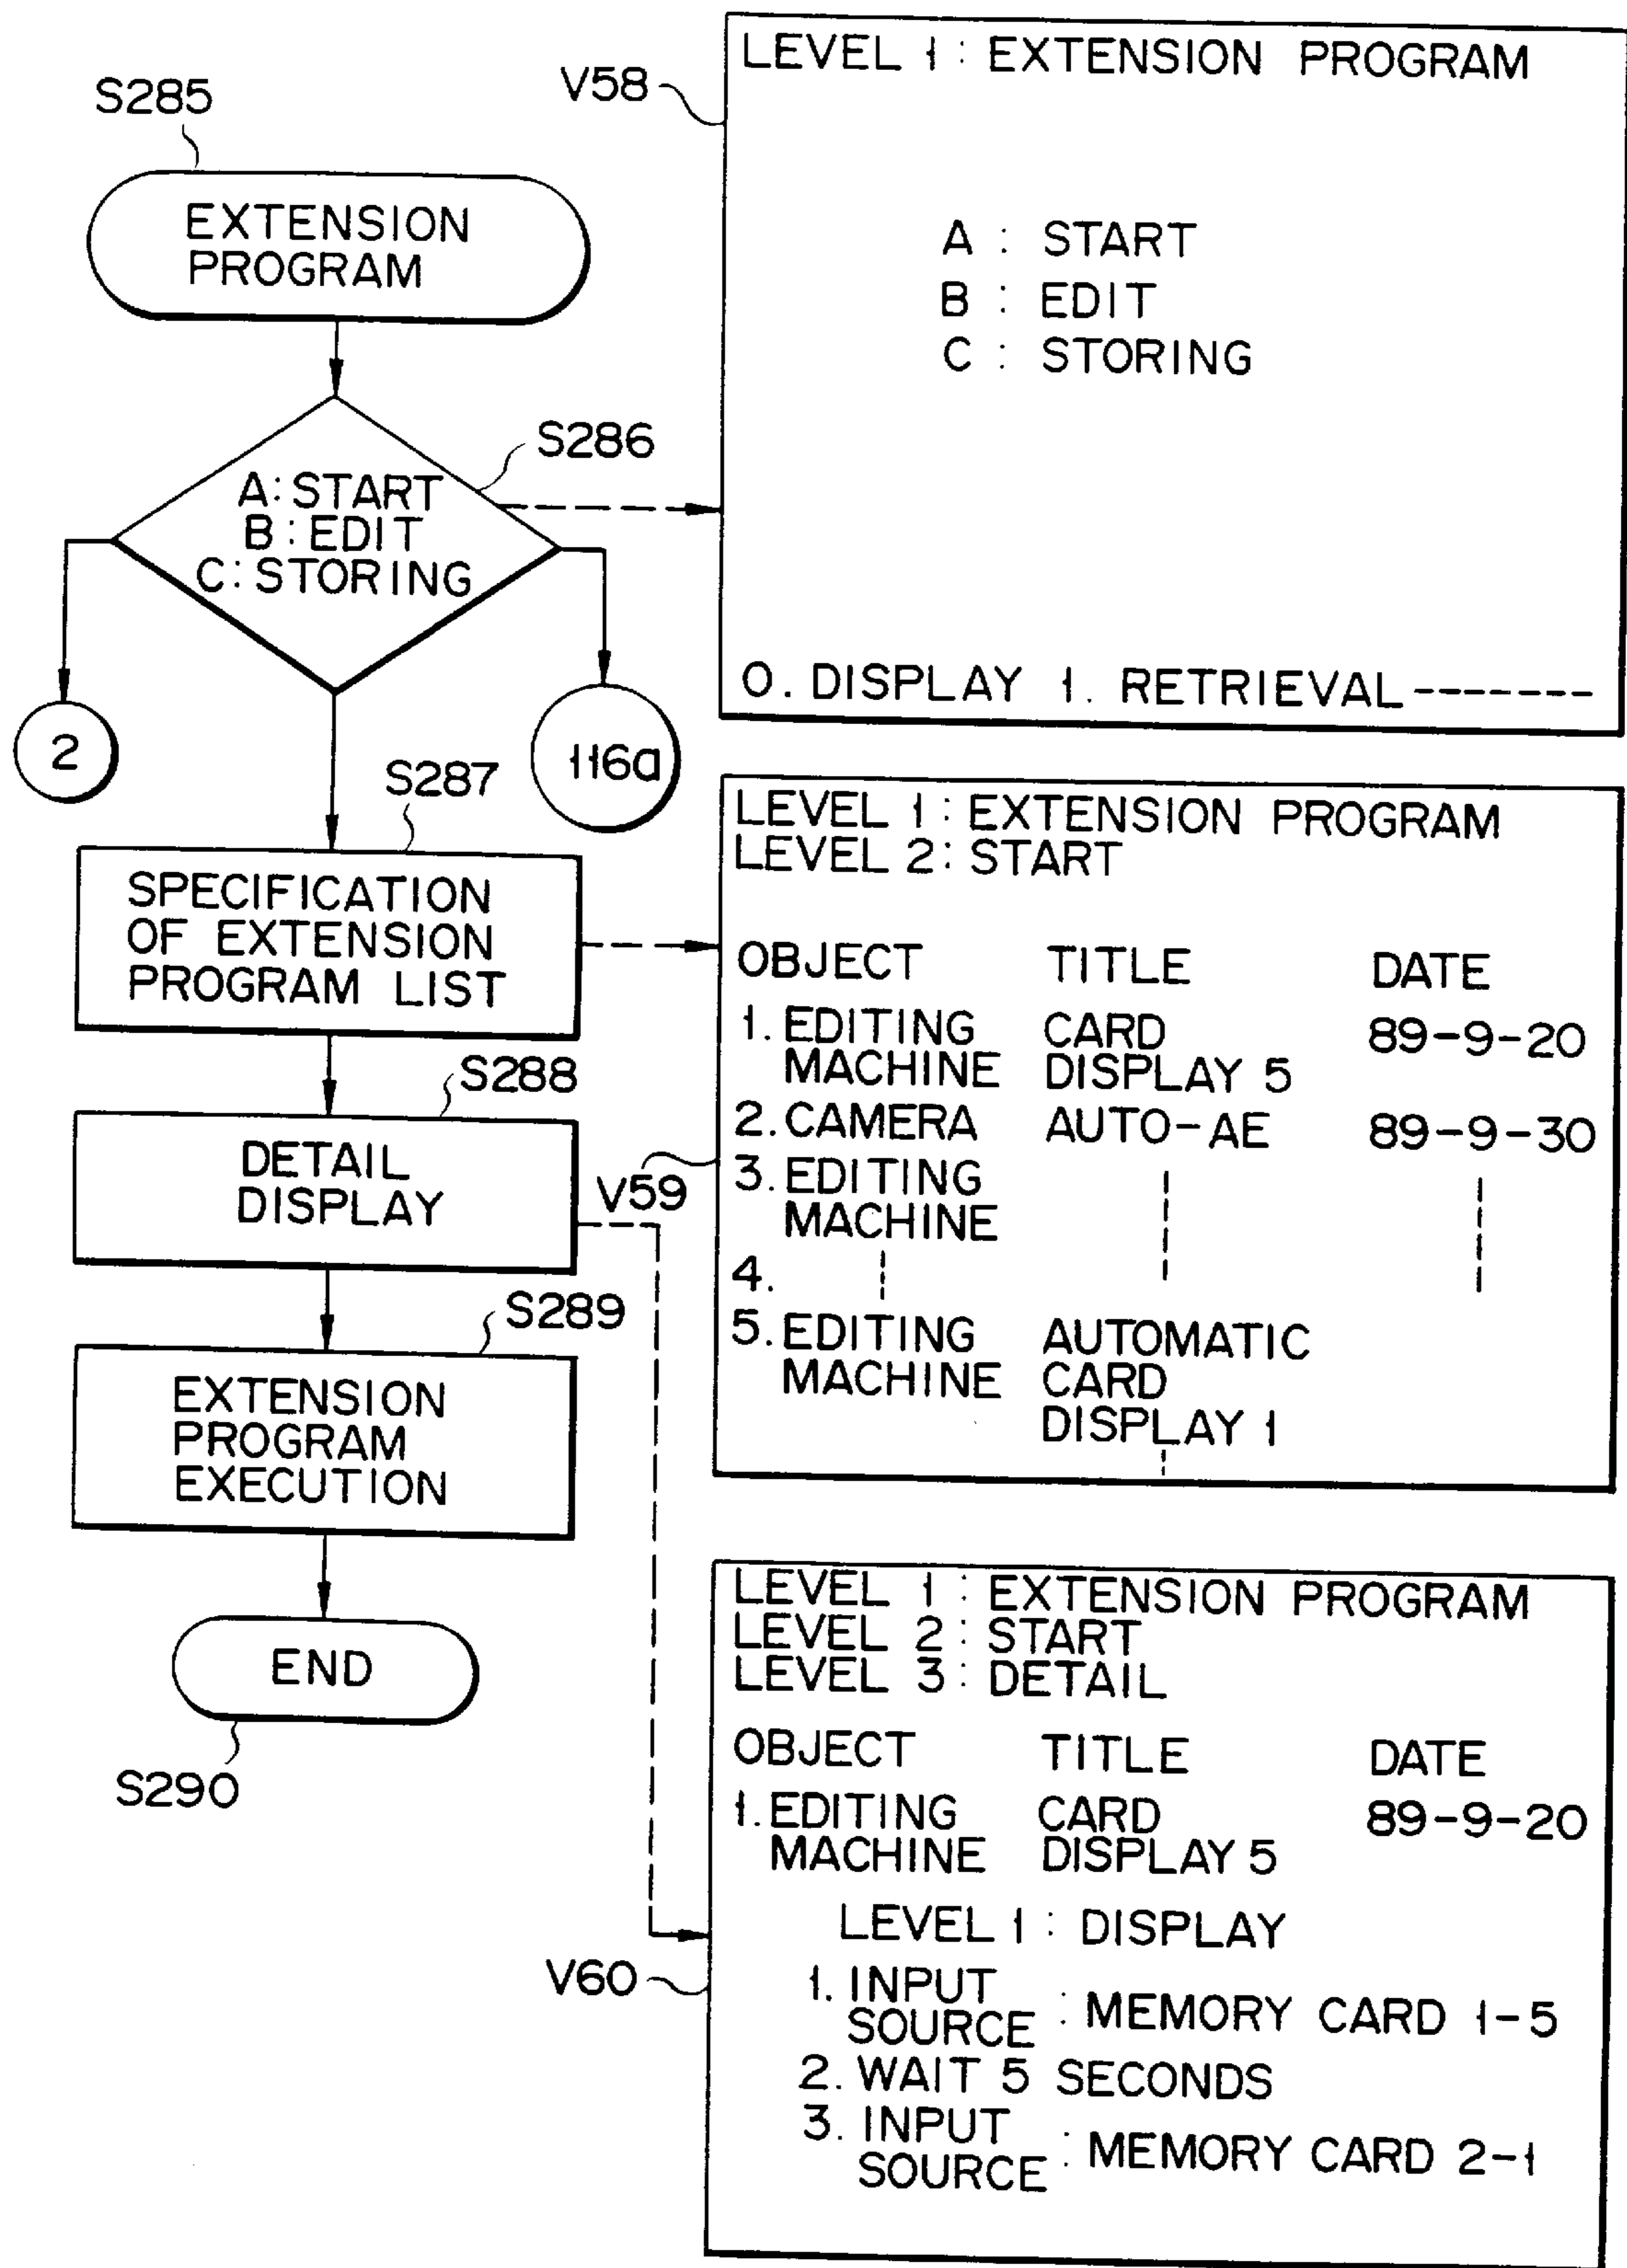 S285
EXTENSION
PROGRAM
S286
A: START
B: EDIT
C: STORING
2
116a
S287
SPECIFICATION
OF EXTENSION
PROGRAM LIST
S288
DETAIL
DISPLAY
S289
EXTENSION
PROGRAM
EXECUTION
END
S290
V58
LEVEL 1 : EXTENSION PROGRAM
A : START
B : EDIT
C : STORING
0. DISPLAY 1. RETRIEVAL -------
V59
LEVEL 1 : EXTENSION PROGRAM
LEVEL 2 : START
OBJECT TITLE DATE
1. EDITING CARD 89-9-20
MACHINE DISPLAY 5
2. CAMERA AUTO-AE 89-9-30
3. EDITING
MACHINE
4.
5. EDITING AUTOMATIC
MACHINE CARD
DISPLAY 1
V60
LEVEL 1 : EXTENSION PROGRAM
LEVEL 2 : START
LEVEL 3 : DETAIL
OBJECT TITLE DATE
1. EDITING CARD 89-9-20
MACHINE DISPLAY 5
LEVEL 1 : DISPLAY
1. INPUT
SOURCE : MEMORY CARD 1-5
2. WAIT 5 SECONDS
3. INPUT
SOURCE : MEMORY CARD 2-1